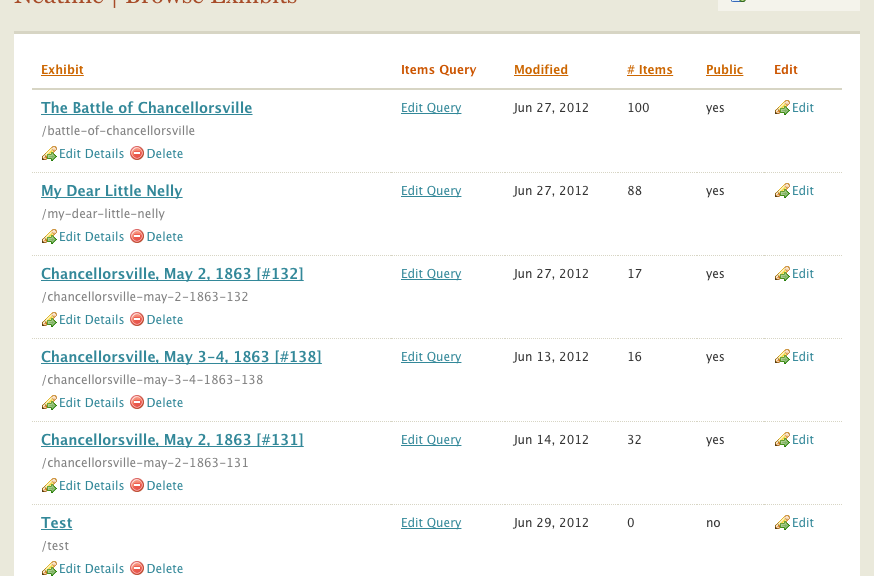 Neatline | Browse Exhibits
Exhibit Items Query Modified # Items Public Edit
The Battle of Chancellorsville Edit Query Jun 27, 2012 100 yes Edit
/battle-of-chancellorsville
Edit Details Delete
My Dear Little Nelly Edit Query Jun 27, 2012 88 yes Edit
/my-dear-little-nelly
Edit Details Delete
Chancellorsville, May 2, 1863 [#132] Edit Query Jun 27, 2012 17 yes Edit
/chancellorsville-may-2-1863-132
Edit Details Delete
Chancellorsville, May 3-4, 1863 [#138] Edit Query Jun 13, 2012 16 yes Edit
/chancellorsville-may-3-4-1863-138
Edit Details Delete
Chancellorsville, May 2, 1863 [#131] Edit Query Jun 14, 2012 32 yes Edit
/chancellorsville-may-2-1863-131
Edit Details Delete
Test Edit Query Jun 29, 2012 0 no Edit
/test
Edit Details Delete